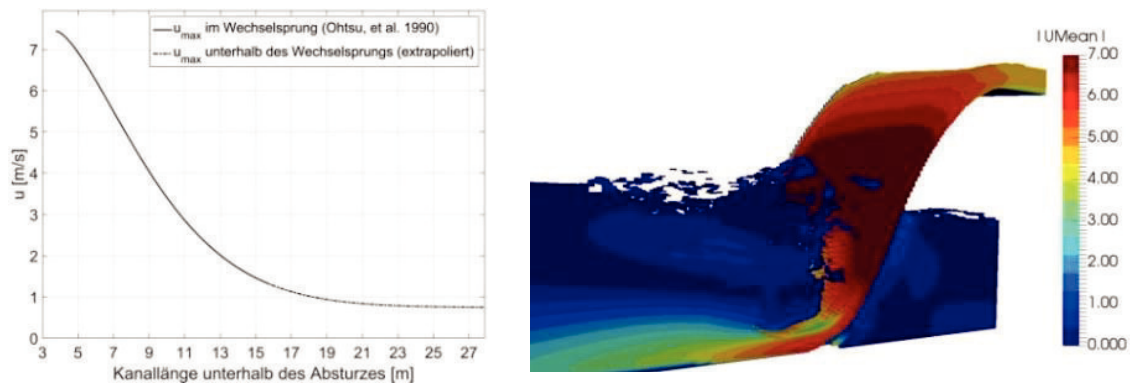 u_max im Wechselsprung (Ohtsu, et al. 1990)
u_max unterhalb des Wechselsprungs (extrapoliert)
7
6
5
4
3
2
1
0
u [m/s]
3 5 7 9 11 13 15 17 19 21 23 25 27
Kanallänge unterhalb des Absturzes [m]
| UMean |
7.00
6.00
5.00
4.00
3.00
2.00
1.00
0.000